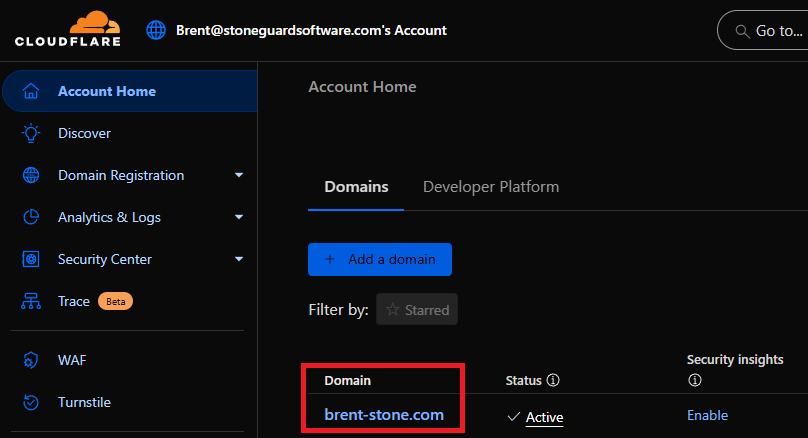 CLOUDFLARE
Brent@stoneguardsoftware.com's Account
Go to...
Account Home
Discover
Domain Registration
Analytics & Logs
Security Center
Trace Beta
WAF
Turnstile
Account Home
Domains Developer Platform
+ Add a domain
Filter by: Starred
Domain Status Security insights
brent-stone.com Active Enable